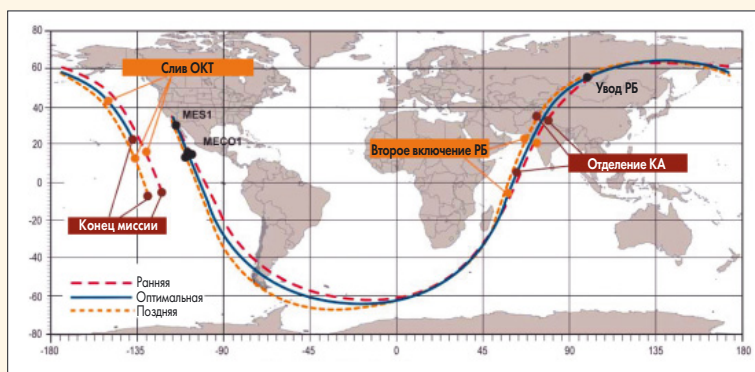 80
60
40
20
0
-20
-40
-60
-80
Слив ОКТ
MES1
MECO1
Увод РБ
Второе включение РБ
Отделение КА
Конец миссии
Ранняя
Оптимальная
Поздняя
-180
-135
-90
-45
0
45
90
135
180